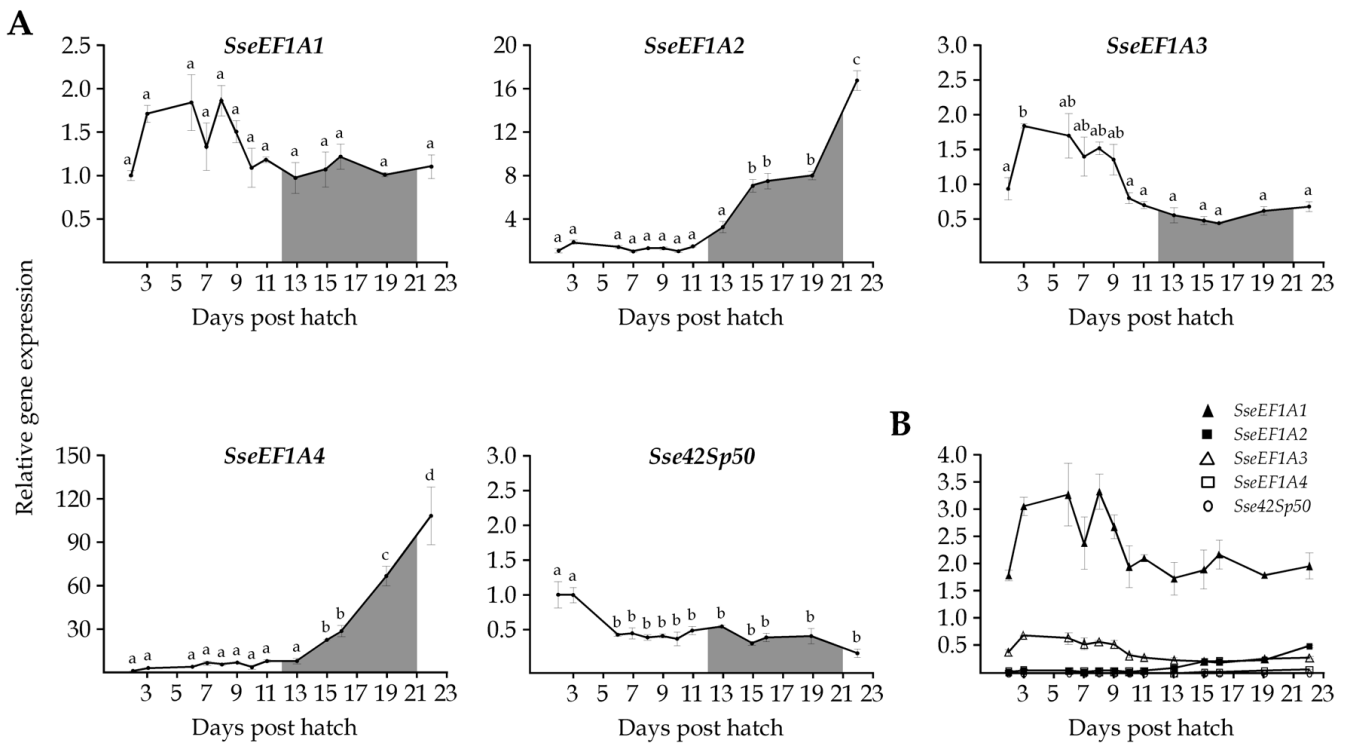 A
Relative gene expression
SseEF1A1
2.5
2.0
1.5
1.0
0.5
a a a a a a a a a a a a a
3 5 7 9 11 13 15 17 19 21 23
Days post hatch
SseEF1A2
20
16
12
8
4
a a a a a a a a a b b b c
3 5 7 9 11 13 15 17 19 21 23
Days post hatch
SseEF1A3
3.0
2.5
2.0
1.5
1.0
0.5
a b ab ab ab ab a a a a a a a
3 5 7 9 11 13 15 17 19 21 23
Days post hatch
SseEF1A4
150
120
90
60
30
a a a a a a a a a b b c d
3 5 7 9 11 13 15 17 19 21 23
Days post hatch
Sse42Sp50
3.0
2.5
2.0
1.5
1.0
0.5
a a b b b b b b b b b b b
3 5 7 9 11 13 15 17 19 21 23
Days post hatch
B
SseEF1A1
SseEF1A2
SseEF1A3
SseEF1A4
Sse42Sp50
4.0
3.5
3.0
2.5
2.0
1.5
1.0
0.5
3 5 7 9 11 13 15 17 19 21 23
Days post hatch